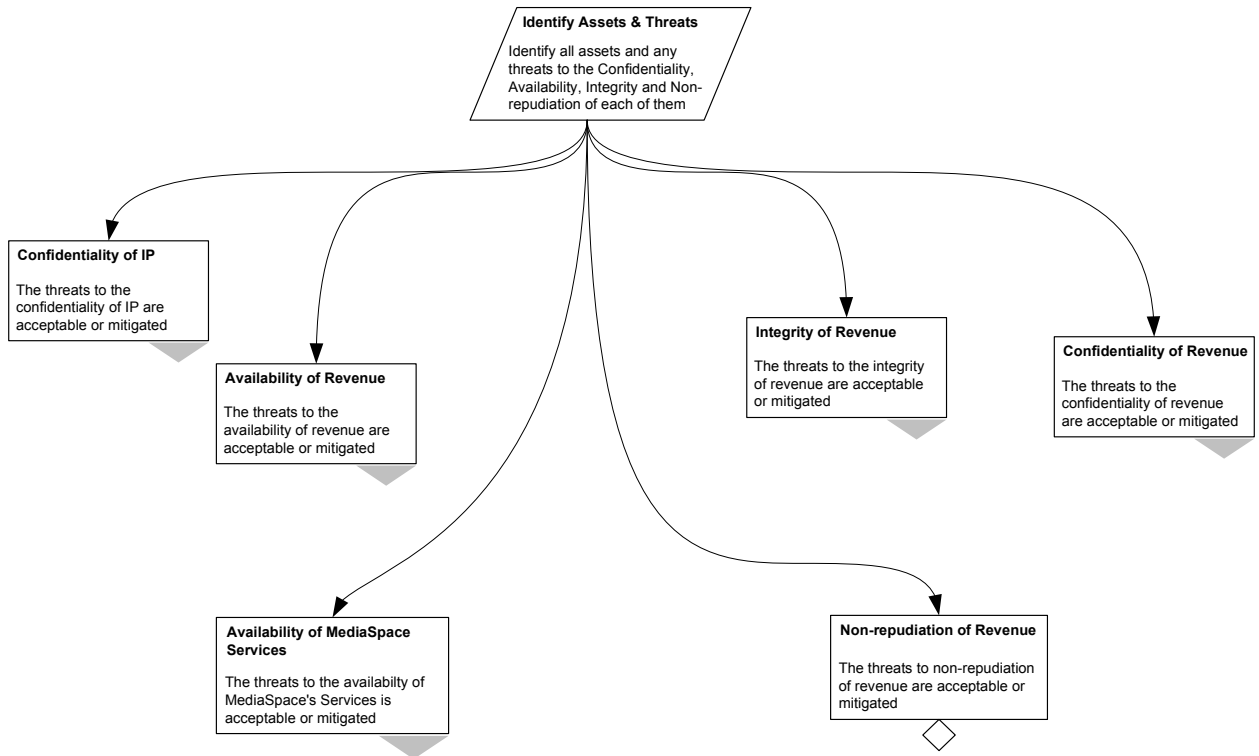 Identify Assets & Threats
Identify all assets and any
threats to the Confidentiality,
Availability, Integrity and Non-
repudiation of each of them
Confidentiality of IP
The threats to the
confidentiality of IP are
acceptable or mitigated
Availability of Revenue
The threats to the
availability of revenue are
acceptable or mitigated
Integrity of Revenue
The threats to the integrity
of revenue are acceptable
or mitigated
Confidentiality of Revenue
The threats to the
confidentiality of revenue
are acceptable or mitigated
Availability of MediaSpace
Services
The threats to the availabilty of
MediaSpace's Services is
acceptable or mitigated
Non-repudiation of Revenue
The threats to non-repudiation
of revenue are acceptable or
mitigated